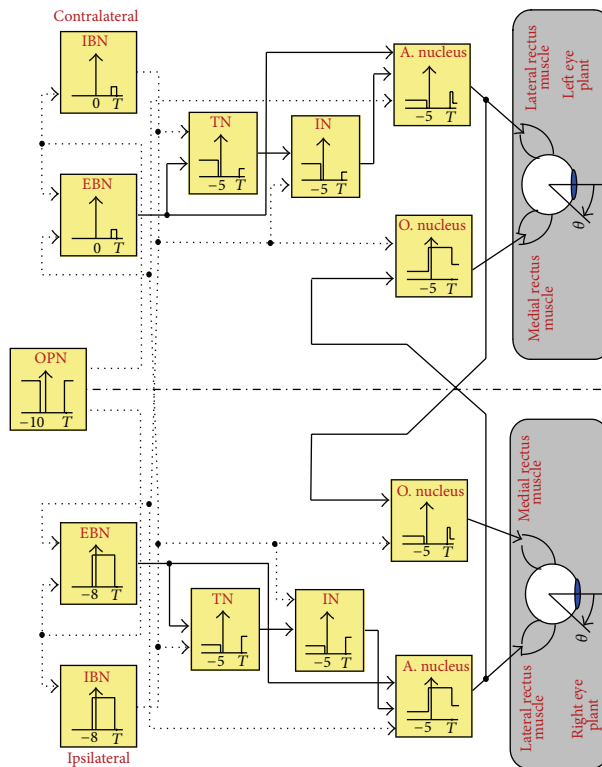 Contralateral
IBN
0 T
EBN
0 T
TN
−5 T
IN
−5 T
A. nucleus
−5 T
O. nucleus
−5 T
Lateral rectus
muscle
Left eye
plant
Medial rectus
muscle
θ
OPN
−10 T
EBN
−8 T
IBN
−8 T
Ipsilateral
TN
−5 T
IN
−5 T
O. nucleus
−5 T
A. nucleus
−5 T
Medial rectus
muscle
Lateral rectus
muscle
Right eye
plant
θ